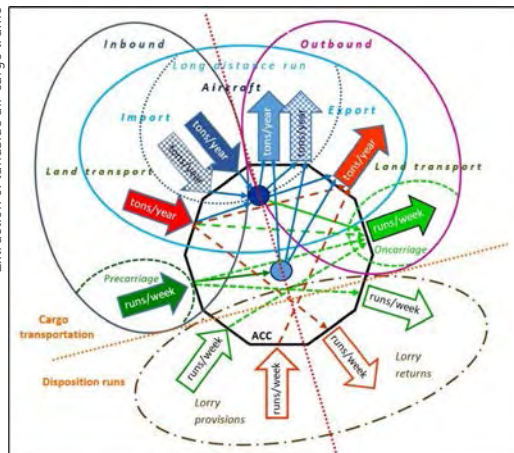 Inbound
Outbound
Long distance run
Aircraft
Import
Export
tons/year
tons/year
tons/year
tons/year
tons/year
tons/year
Land transport
Land transport
runs/week
Oncarriage
Precarriage
runs/week
runs/week
Cargo
transportation
ACC
Disposition runs
runs/week
runs/week
runs/week
Lorry
provisions
Lorry
returns